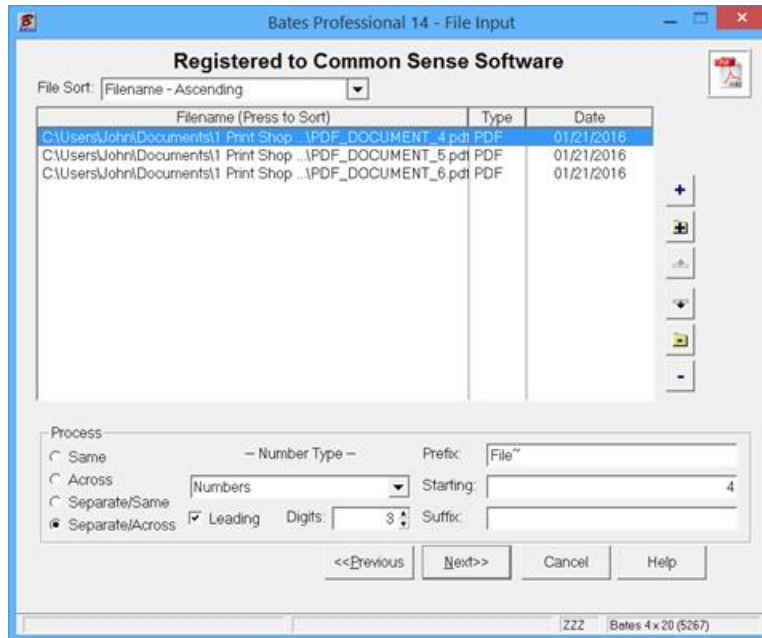 Bates Professional 14 - File Input
Registered to Common Sense Software
File Sort: Filename - Ascending
Filename (Press to Sort) Type Date
C:\Users\John\Documents\1 Print Shop ...\PDF_DOCUMENT_4.pdf PDF 01/21/2016
C:\Users\John\Documents\1 Print Shop ...\PDF_DOCUMENT_5.pdf PDF 01/21/2016
C:\Users\John\Documents\1 Print Shop ...\PDF_DOCUMENT_6.pdf PDF 01/21/2016
Process
Same
Across
Separate/Same
Separate/Across
– Number Type –
Numbers
Leading Digits: 3
Prefix: File~
Starting: 4
Suffix:
<<Previous Next>> Cancel Help
ZZZ Bates 4 x 20 (5267)